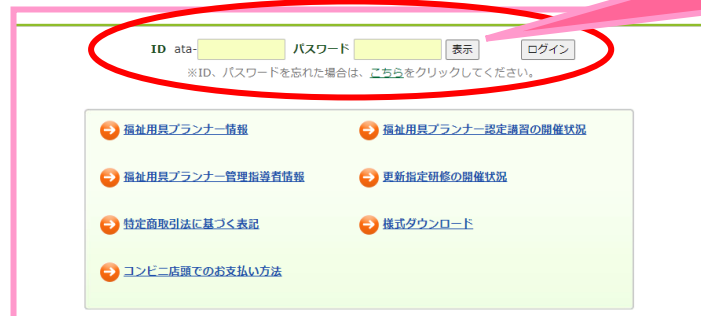 ID ata- パスワード 表示 ログイン
※ID、パスワードを忘れた場合は、こちらをクリックしてください。
福祉用具プランナー情報 福祉用具プランナー認定講習の開催状況
福祉用具プランナー管理指導者情報 更新指定研修の開催状況
特定商取引法に基づく表記 様式ダウンロード
コンビニ店頭でのお支払い方法